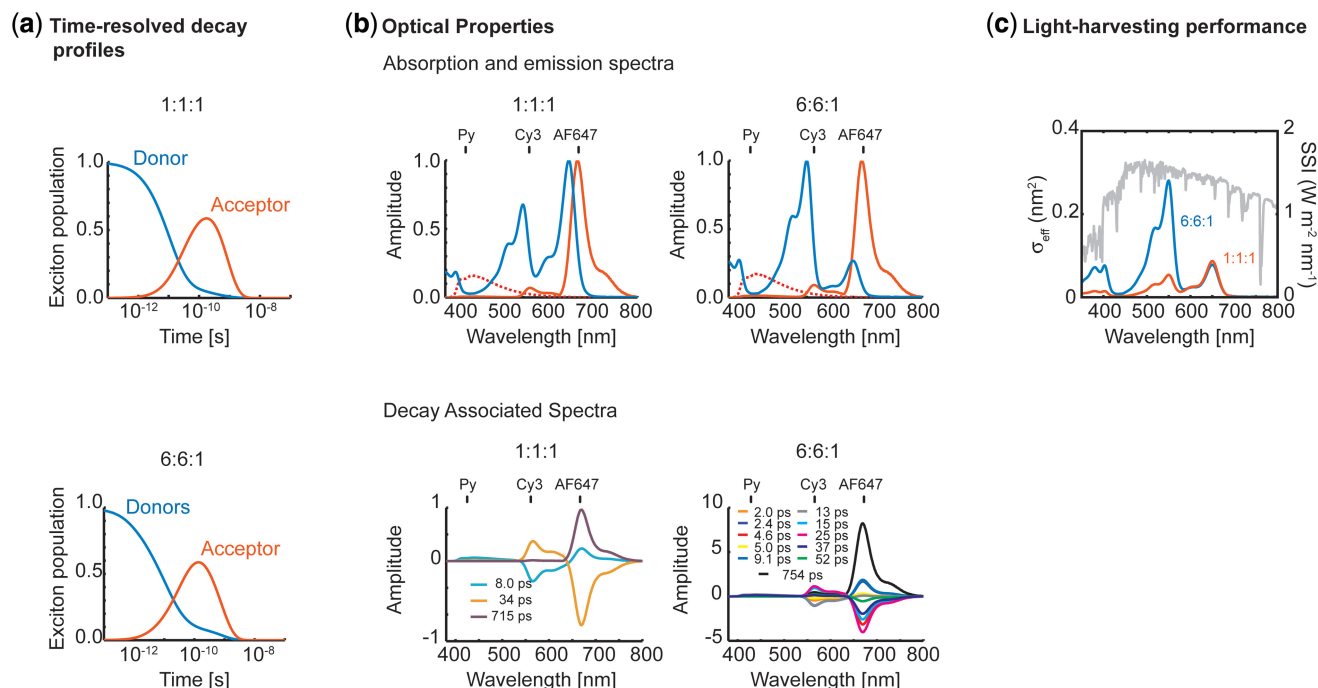 (a) Time-resolved decay
profiles
1:1:1
Donor
Acceptor
Exciton population
1.0
0.5
0.0
10⁻¹² 10⁻¹⁰ 10⁻⁸
Time [s]
6:6:1
Donors
Acceptor
Exciton population
1.0
0.5
0.0
10⁻¹² 10⁻¹⁰ 10⁻⁸
Time [s]
(b) Optical Properties
Absorption and emission spectra
1:1:1
Py Cy3 AF647
Amplitude
1.0
0.5
0.0
400 500 600 700 800
Wavelength [nm]
6:6:1
Py Cy3 AF647
Amplitude
1.0
0.5
0.0
400 500 600 700 800
Wavelength [nm]
Decay Associated Spectra
1:1:1
Py Cy3 AF647
Amplitude
1
0
-1
8.0 ps
34 ps
715 ps
400 500 600 700 800
Wavelength [nm]
6:6:1
Py Cy3 AF647
Amplitude
10
5
0
-5
2.0 ps 13 ps
2.4 ps 15 ps
4.6 ps 25 ps
5.0 ps 37 ps
9.1 ps 52 ps
754 ps
400 500 600 700 800
Wavelength [nm]
(c) Light-harvesting performance
σeff (nm²)
0.4
0.2
0
6:6:1
1:1:1
2
1
0
SSI (W m⁻² nm⁻¹)
400 500 600 700 800
Wavelength [nm]